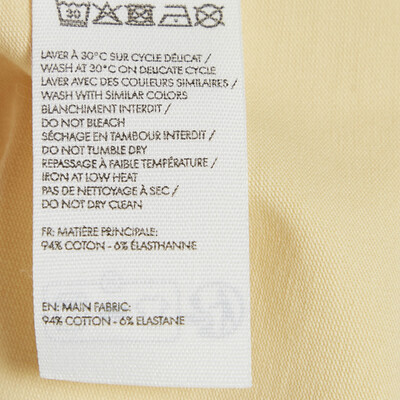 30
LAVER À 30°C SUR CYCLE DÉLICAT /
WASH AT 30°C ON DELICATE CYCLE
LAVER AVEC DES COULEURS SIMILAIRES /
WASH WITH SIMILAR COLORS
BLANCHIMENT INTERDIT /
DO NOT BLEACH
SÉCHAGE EN TAMBOUR INTERDIT /
DO NOT TUMBLE DRY
REPASSAGE À FAIBLE TEMPÉRATURE /
IRON AT LOW HEAT
PAS DE NETTOYAGE À SEC /
DO NOT DRY CLEAN
FR: MATIÈRE PRINCIPALE:
94% COTON - 6% ÉLASTHANNE
EN: MAIN FABRIC:
94% COTTON - 6% ELASTANE